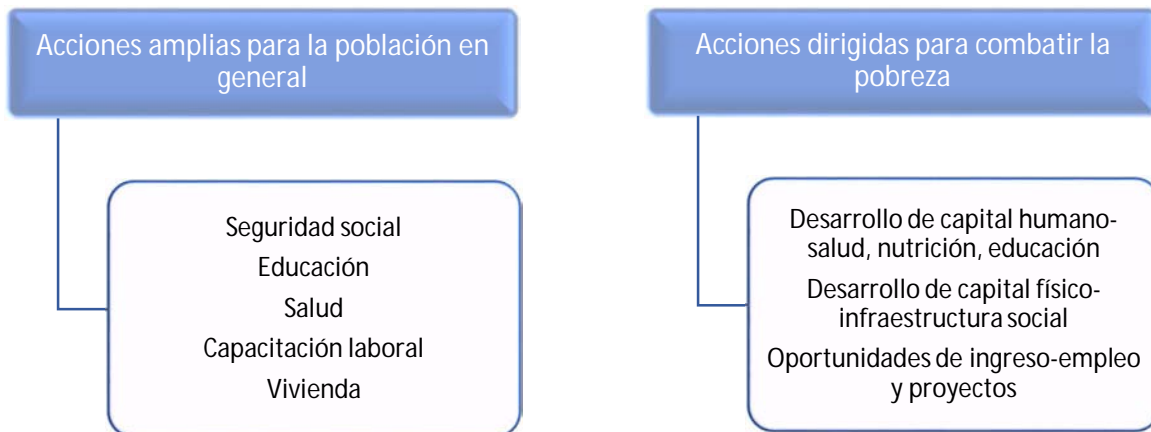 Acciones amplias para la población en
general
Seguridad social
Educación
Salud
Capacitación laboral
Vivienda
Acciones dirigidas para combatir la
pobreza
Desarrollo de capital humano-
salud, nutrición, educación
Desarrollo de capital físico-
infraestructura social
Oportunidades de ingreso-empleo
y proyectos